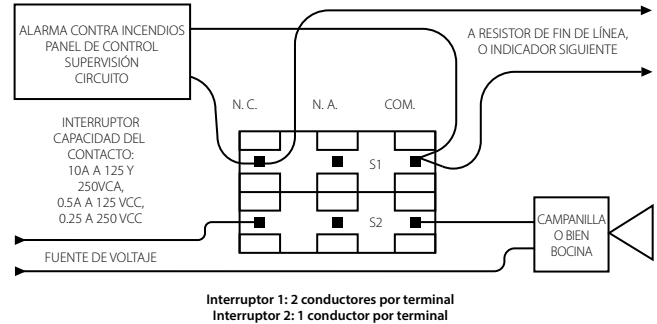 ALARMA CONTRA INCENDIOS
PANEL DE CONTROL
SUPERVISIÓN
CIRCUITO
A RESISTOR DE FIN DE LÍNEA,
O INDICADOR SIGUIENTE
N. C.
N. A.
COM.
INTERRUPTOR
CAPACIDAD DEL
CONTACTO:
10A A 125 Y
250VCA,
0.5A A 125 VCC,
0.25 A 250 VCC
S1
S2
CAMPANILLA
O BIEN
BOCINA
FUENTE DE VOLTAJE
Interruptor 1: 2 conductores por terminal
Interruptor 2: 1 conductor por terminal